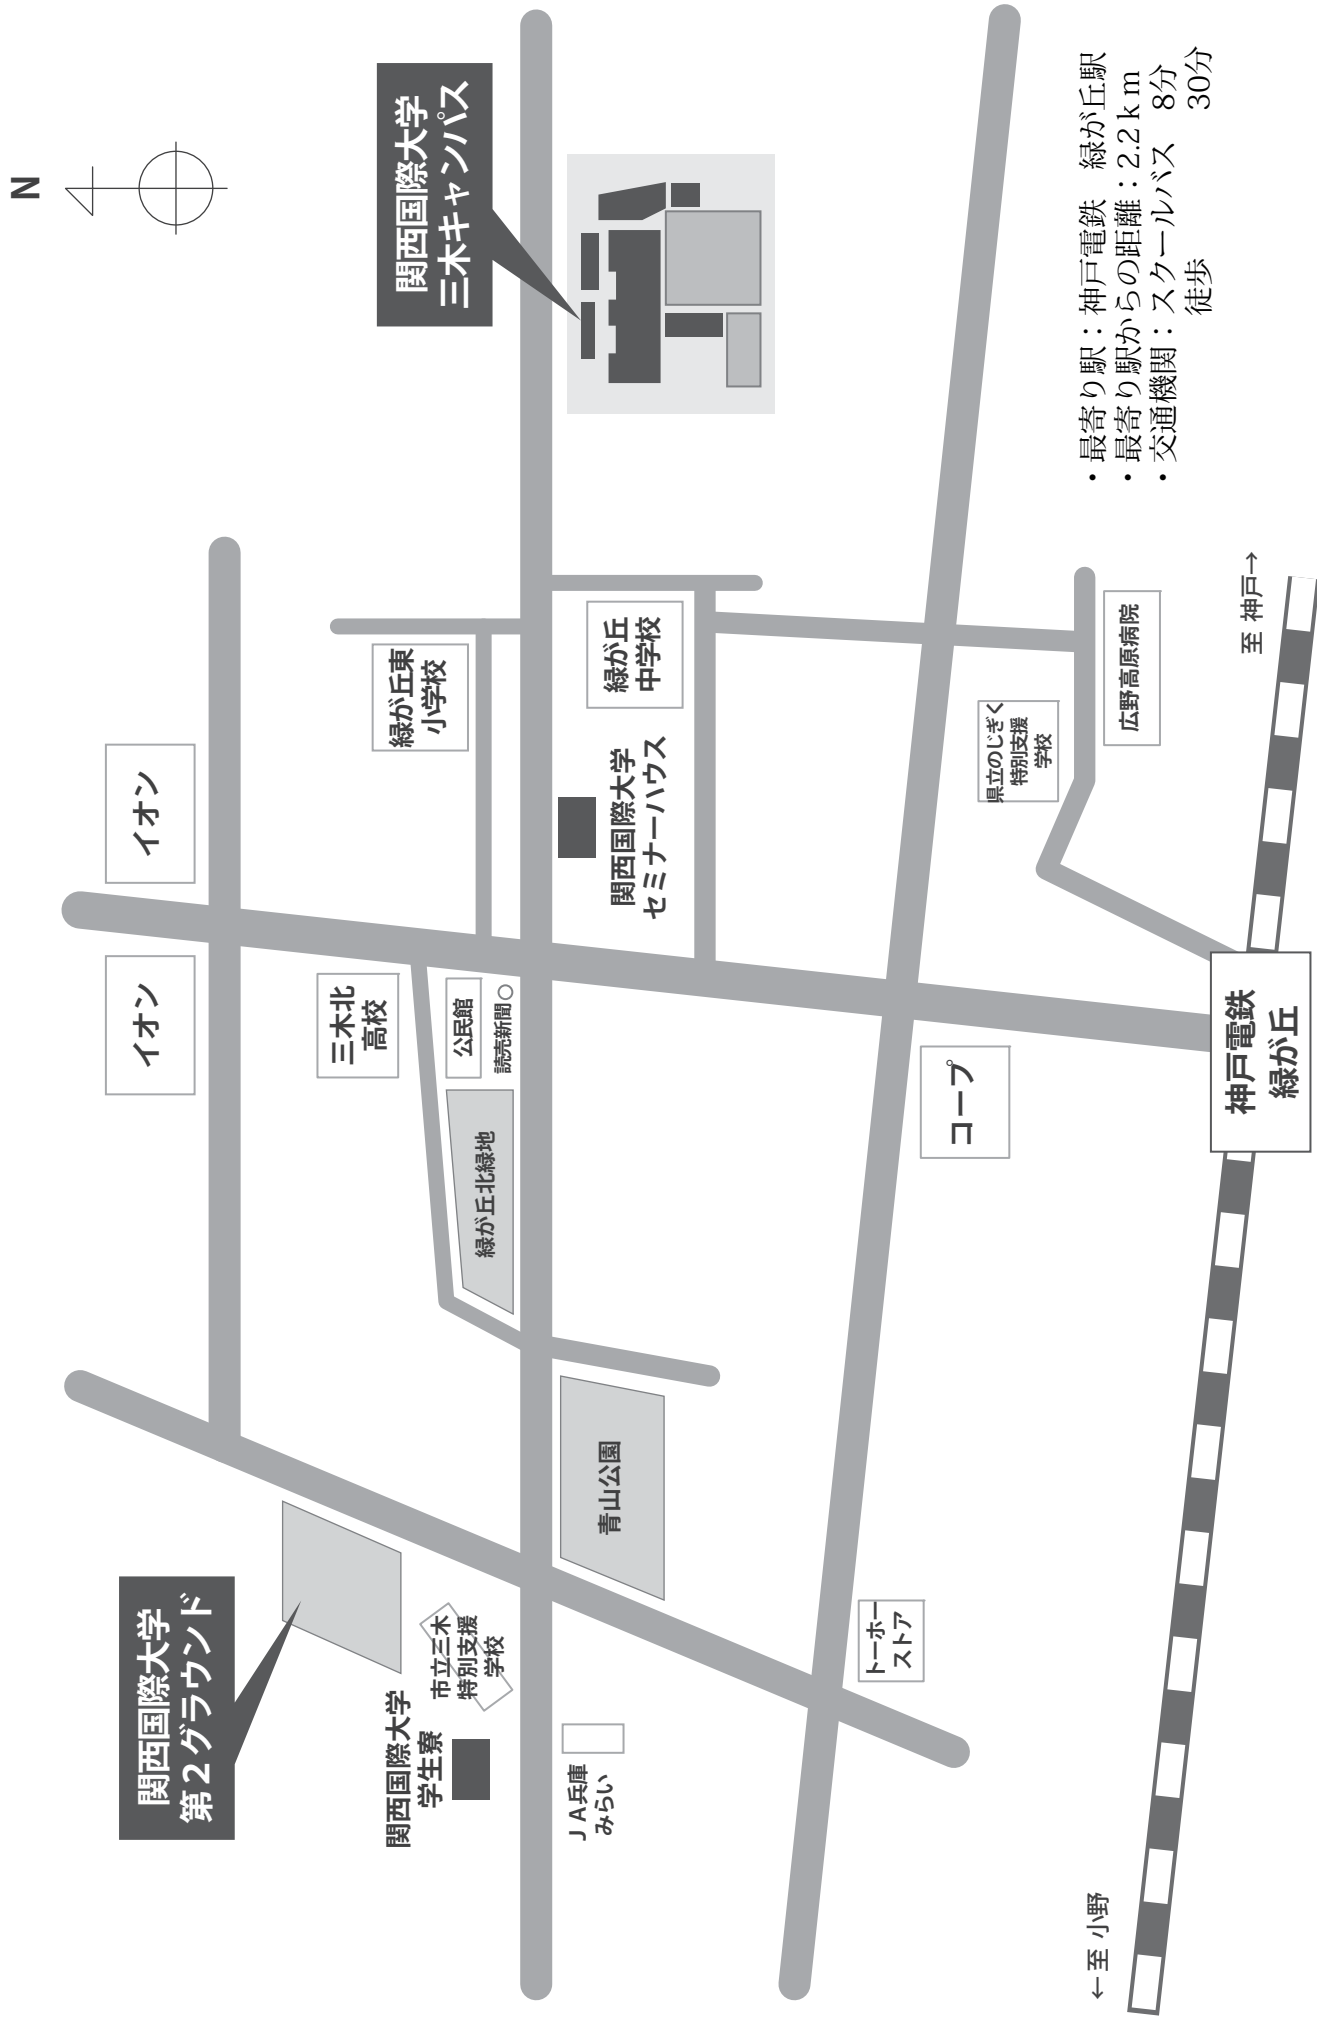 N
関西国際大学
三木キャンパス
関西国際大学
第2グラウンド
イオン
イオン
三木北
高校
緑が丘東
小学校
公民館
読売新聞
緑が丘北緑地
市立三木
特別支援
学校
関西国際大学
学生寮
JA兵庫
みらい
青山公園
関西国際大学
セミナーハウス
緑が丘
中学校
トーホー
ストア
コープ
県立のじぎく
特別支援
学校
広野高原病院
神戸電鉄
緑が丘
←至 小野
至 神戸→
・最寄り駅：神戸電鉄 緑が丘駅
・最寄り駅からの距離：2.2km
・交通機関：スクールバス 8分
徒歩 30分